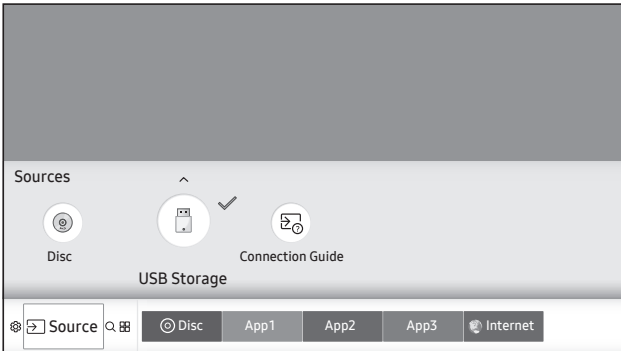 Sources
Disc
USB Storage
Connection Guide
Source
Disc App1 App2 App3 Internet